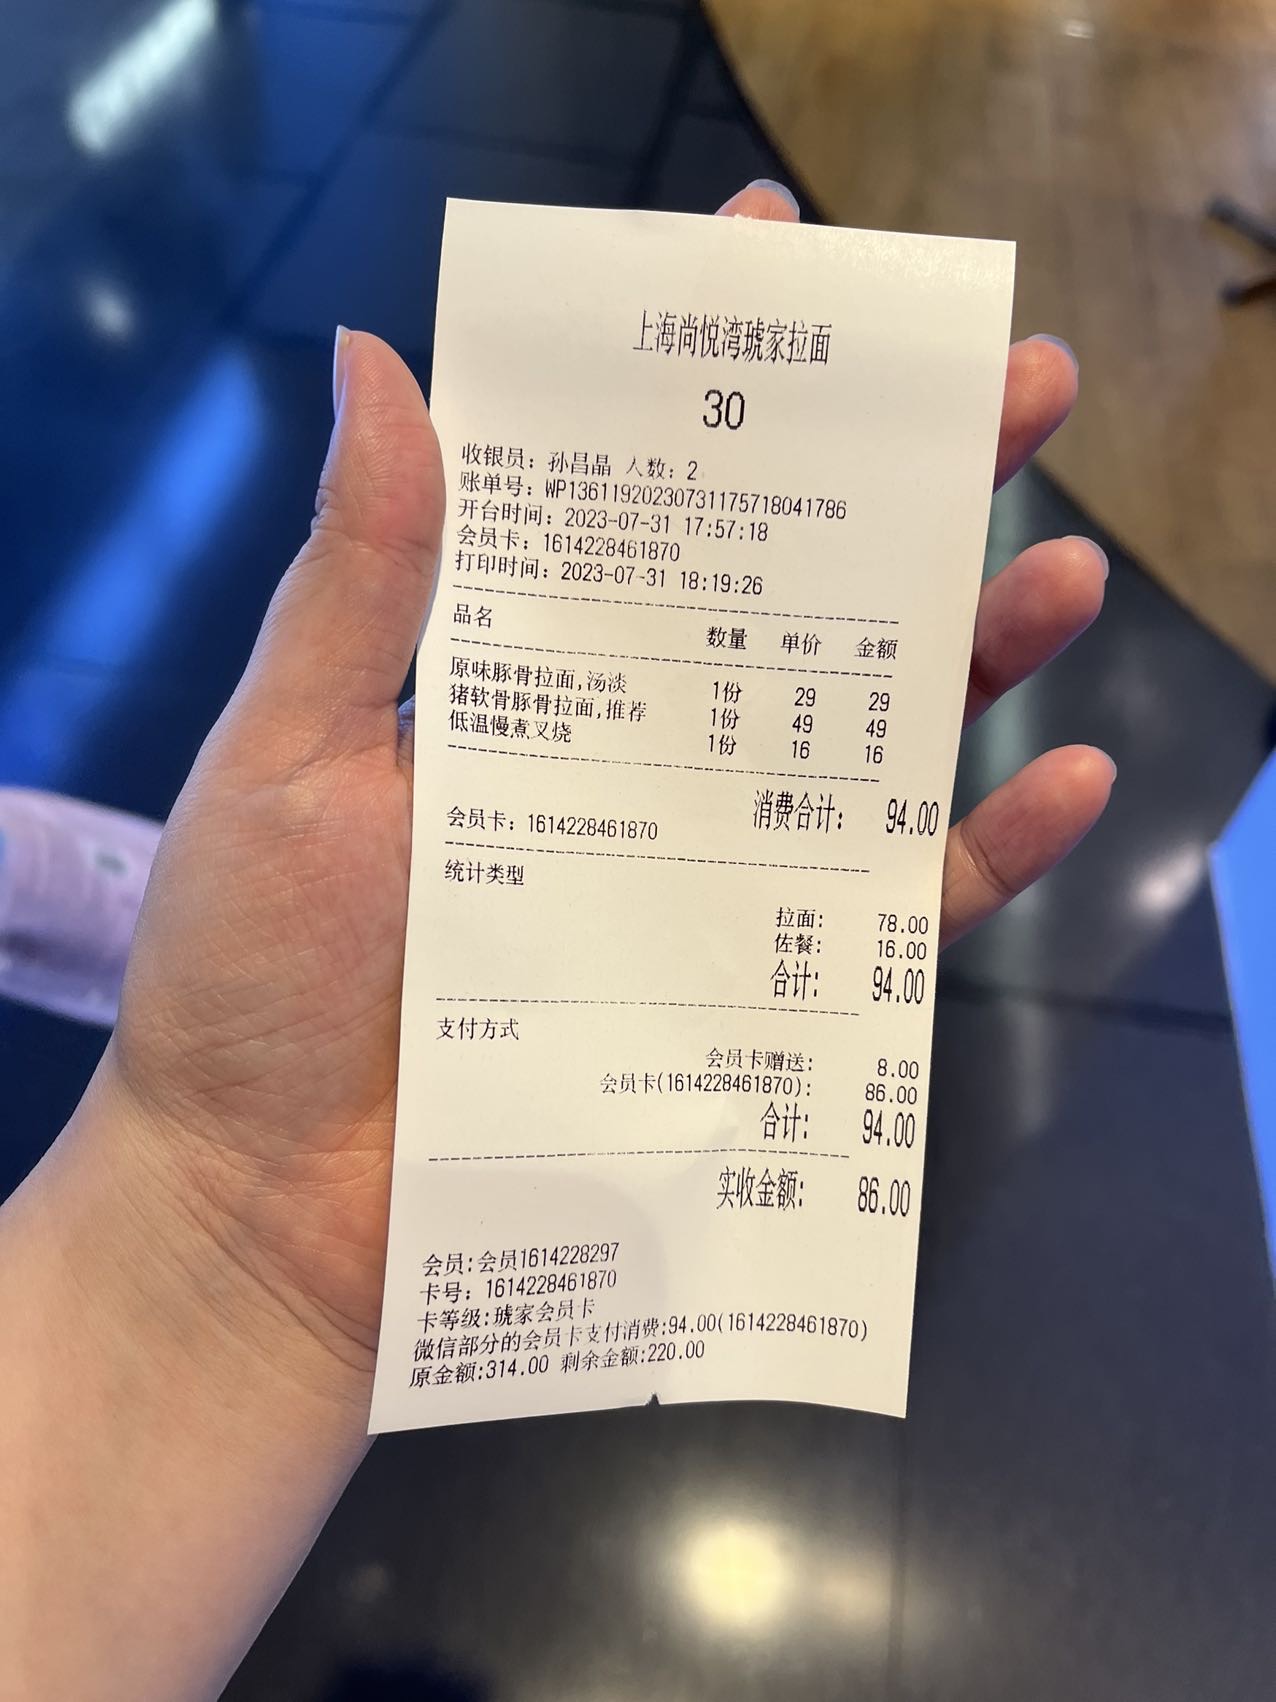 上海尚悦湾琥家拉面
30
收银员：孙昌晶 人数：2
账单号：WP13611920230731175718041786
开台时间：2023-07-31 17:57:18
会员卡：1614228461870
打印时间：2023-07-31 18:19:26
品名 数量 单价 金额
原味豚骨拉面,汤淡 1份 29 29
猪软骨豚骨拉面,推荐 1份 49 49
低温慢煮叉烧 1份 16 16
消费合计： 94.00
会员卡：1614228461870
统计类型
拉面： 78.00
佐餐： 16.00
合计： 94.00
支付方式
会员卡赠送： 8.00
会员卡(1614228461870)： 86.00
合计： 94.00
实收金额： 86.00
会员:会员1614228297
卡号：1614228461870
卡等级:琥家会员卡
微信部分的会员卡支付消费:94.00(1614228461870)
原金额:314.00 剩余金额:220.00